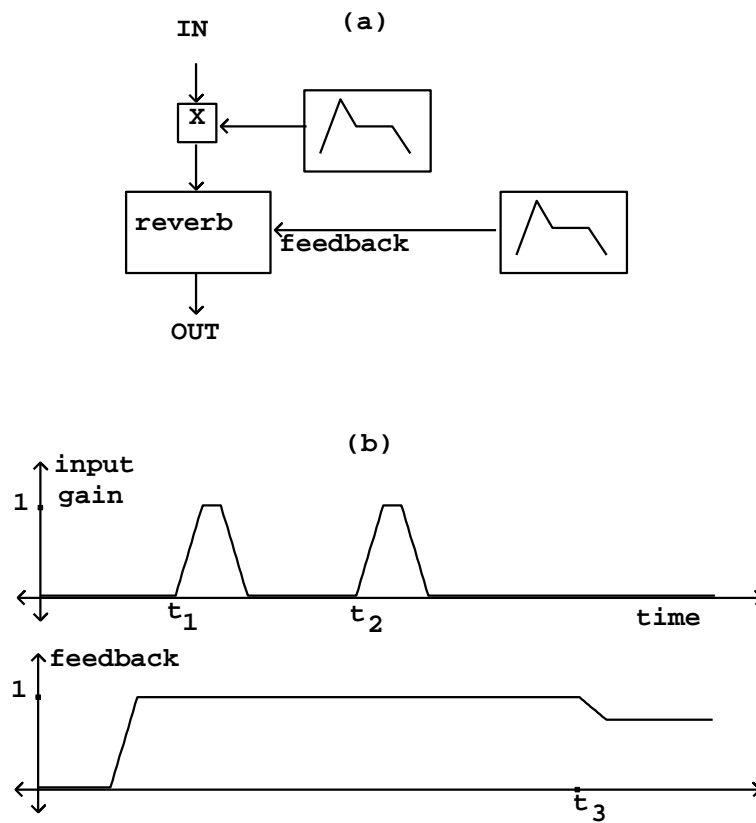 (a)
IN
X
reverb
feedback
OUT
(b)
input
gain
1
t1
t2
time
feedback
1
t3